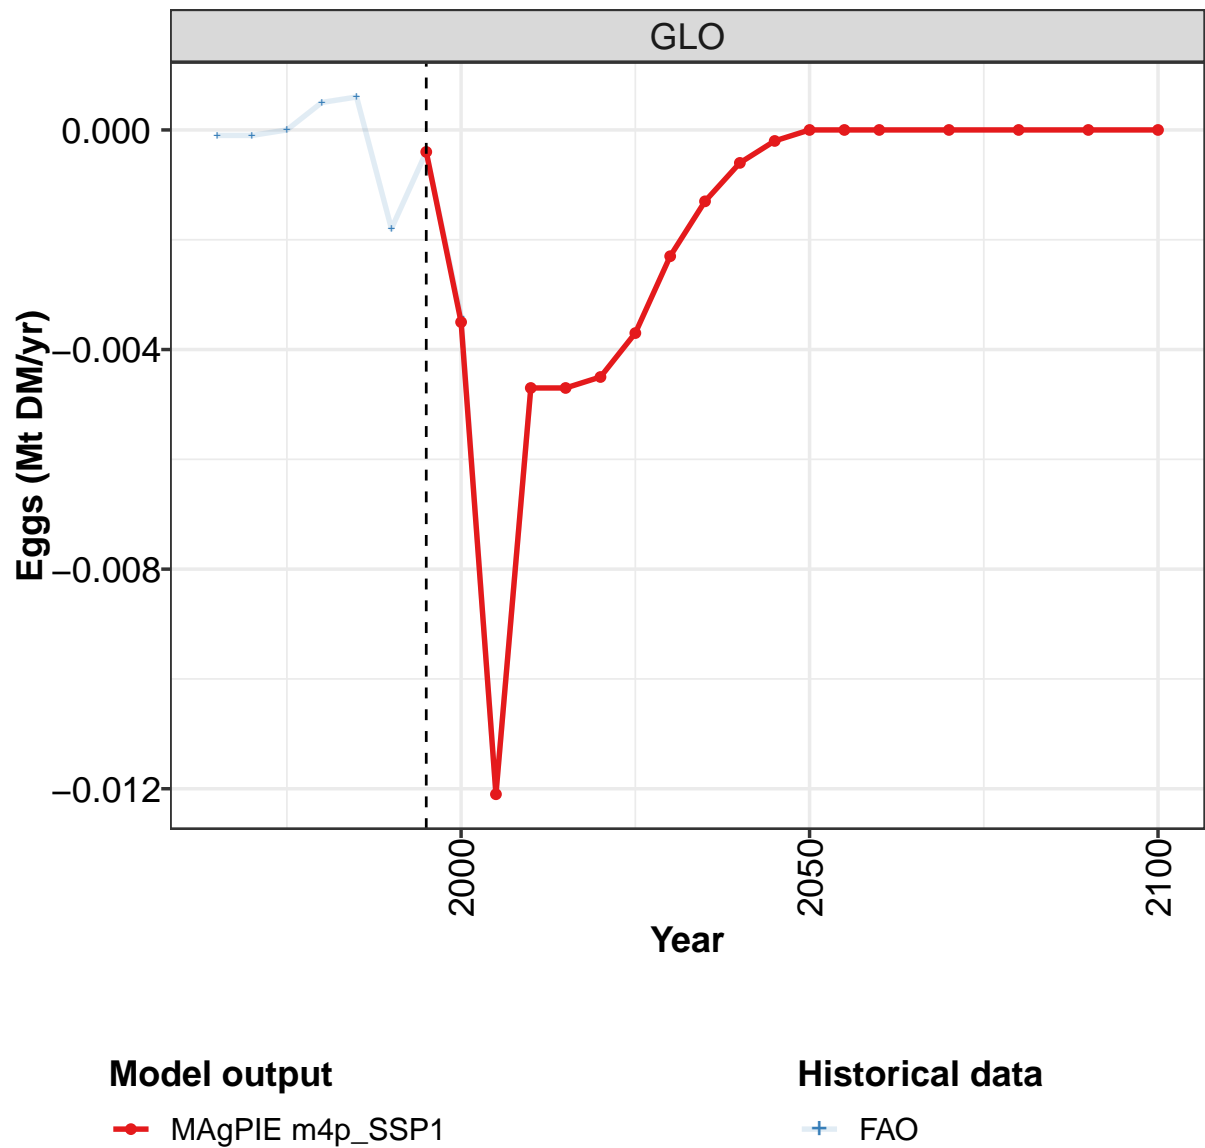 GLO
0.000
−0.004
−0.008
−0.012
Eggs (Mt DM/yr)
2000
2050
2100
Year
Model output
MAgPIE m4p_SSP1
Historical data
FAO